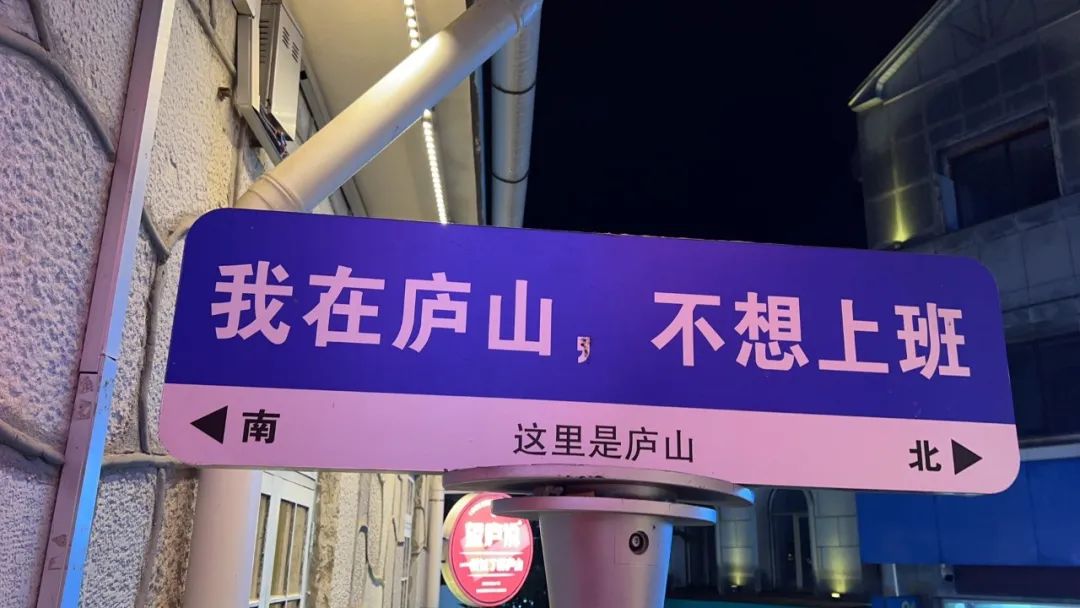 我在庐山，不想上班
南
这里是庐山
北